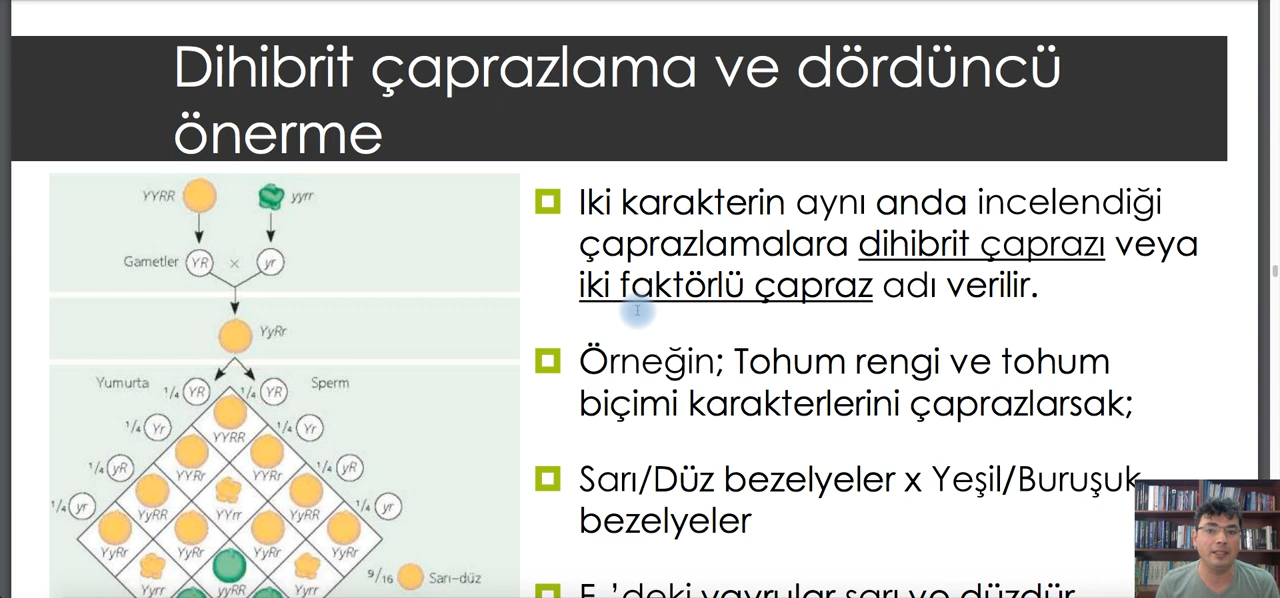 Dihibrit çaprazlama ve dördüncü
önerme
YYRR
yyrr
Gametler YR × yr
YyRr
Yumurta
Sperm
1/4 YR
1/4 YR
1/4 Yr
1/4 Yr
1/4 yR
1/4 yR
1/4 yr
1/4 yr
YYRR
YYRr
YYRr
YyRR
YYrr
YyRR
YyRr
YyRr
YyRr
YyRr
Yyrr
yyRR
Yyrr
9/16 Sarı–düz
Iki karakterin aynı anda incelendiği
çaprazlamalara dihibrit çaprazı veya
iki faktörlü çapraz adı verilir.
Örneğin; Tohum rengi ve tohum
biçimi karakterlerini çaprazlarsak;
Sarı/Düz bezelyeler x Yeşil/Buruşuk
bezelyeler
F1'deki yavrular sarı ve düzdür